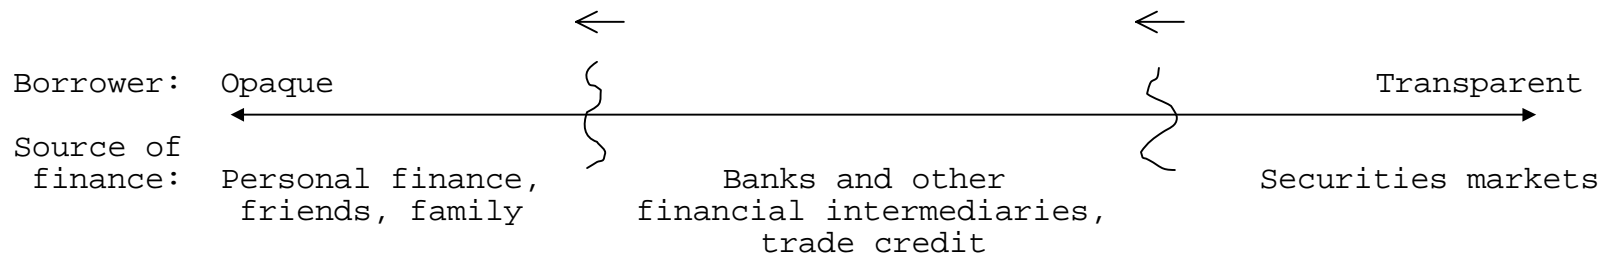 Borrower: Opaque Transparent
Source of
finance: Personal finance, Banks and other Securities markets
friends, family financial intermediaries,
trade credit